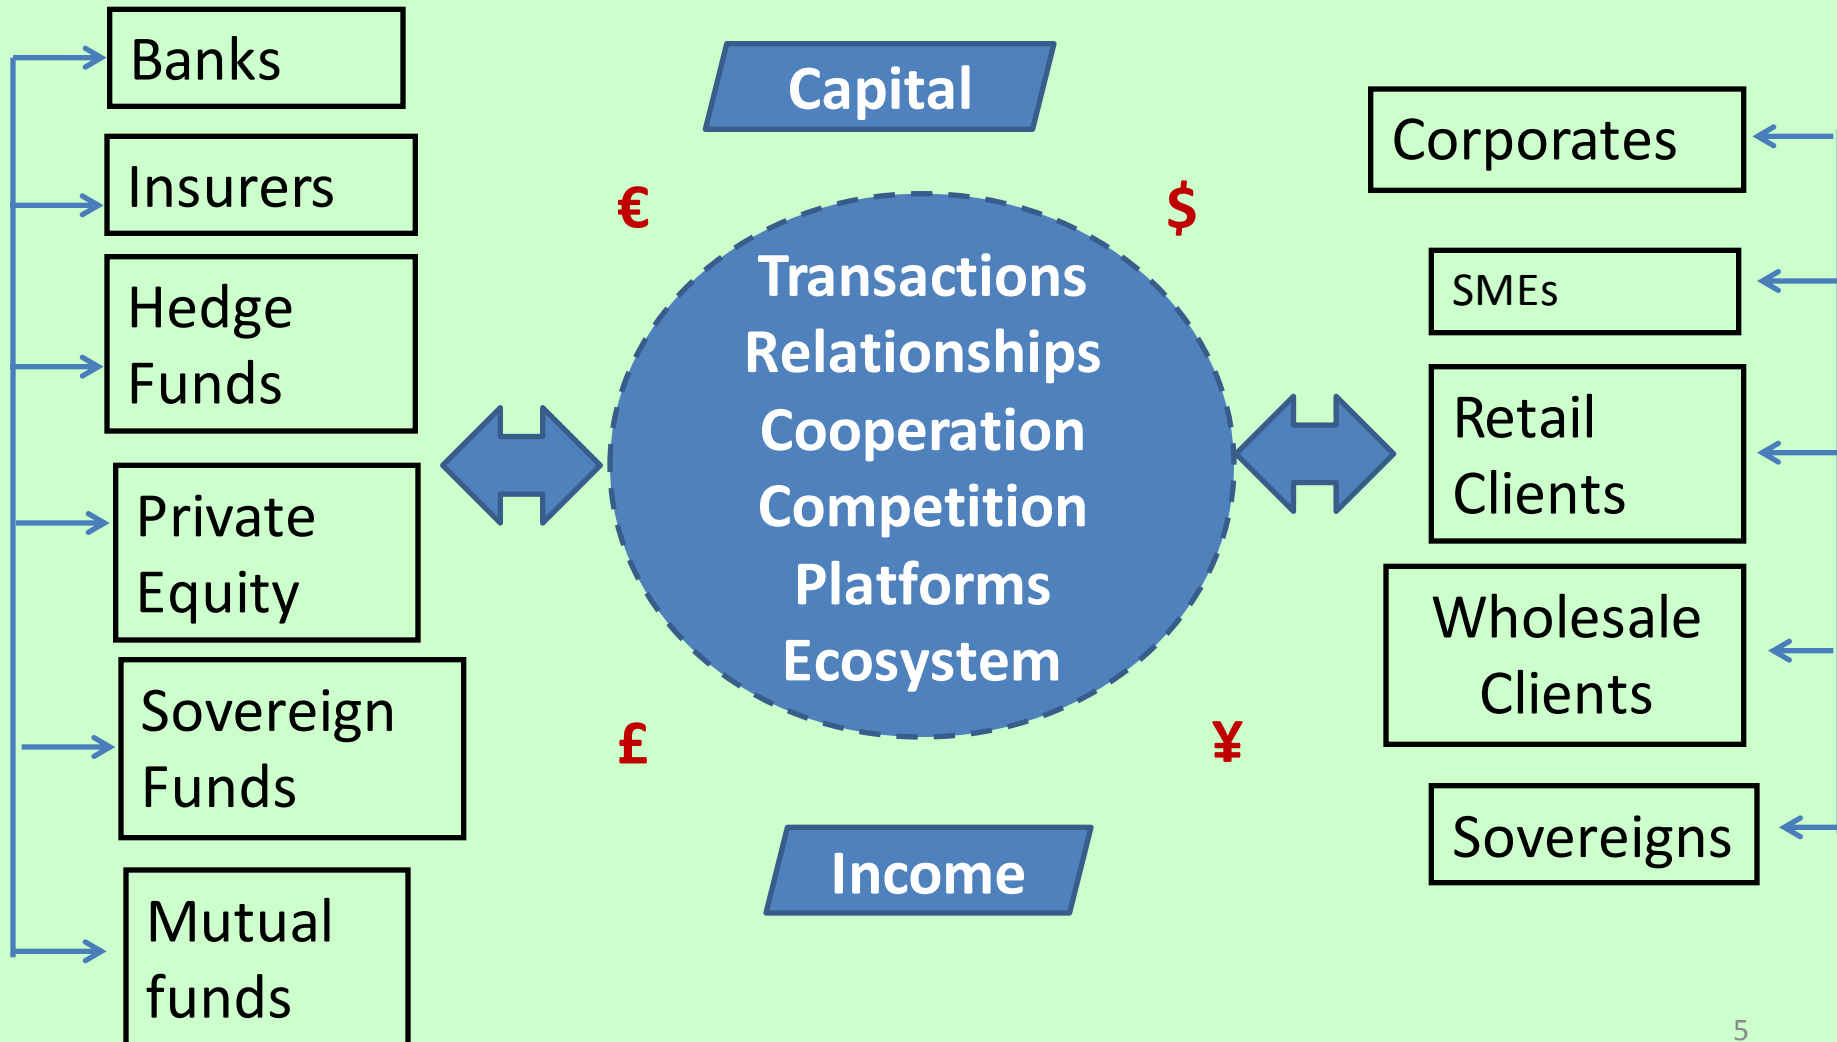 Banks
Insurers
Hedge
Funds
Private
Equity
Sovereign
Funds
Mutual
funds
Capital
€
$
Transactions
Relationships
Cooperation
Competition
Platforms
Ecosystem
£
¥
Income
Corporates
SMEs
Retail
Clients
Wholesale
Clients
Sovereigns
5